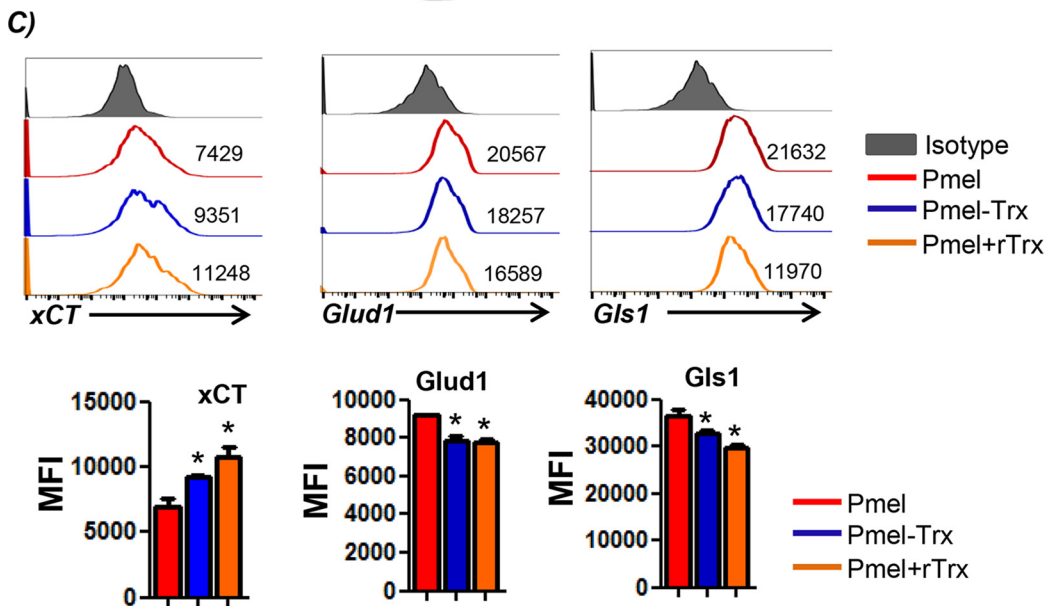 C)
7429
9351
11248
xCT
20567
18257
16589
Glud1
21632
17740
11970
Gls1
Isotype
Pmel
Pmel-Trx
Pmel+rTrx
xCT
MFI
15000
10000
5000
0
*
*
Glud1
MFI
10000
8000
6000
4000
2000
0
*
*
Gls1
MFI
40000
30000
20000
10000
0
*
*
Pmel
Pmel-Trx
Pmel+rTrx